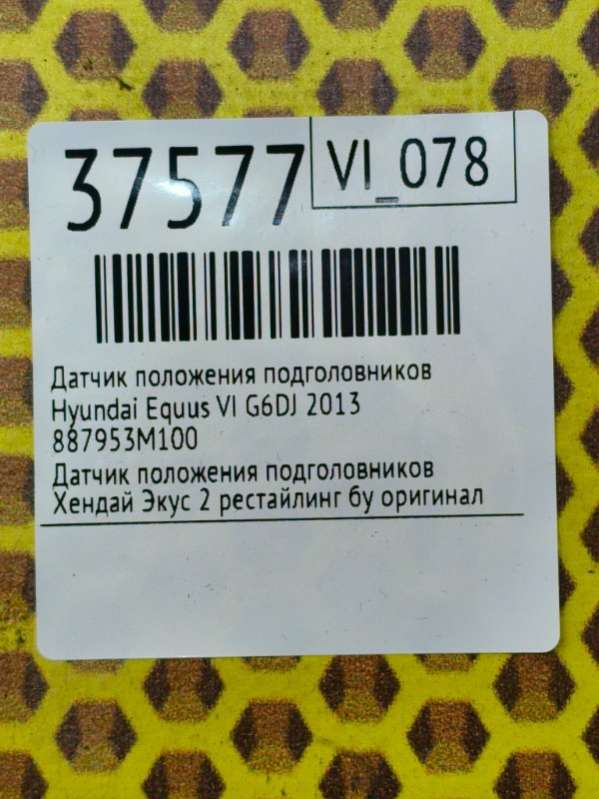 37577
VI_078
Датчик положения подголовников
Hyundai Equus VI G6DJ 2013
887953M100
Датчик положения подголовников
Хендай Экус 2 рестайлинг бу оригинал